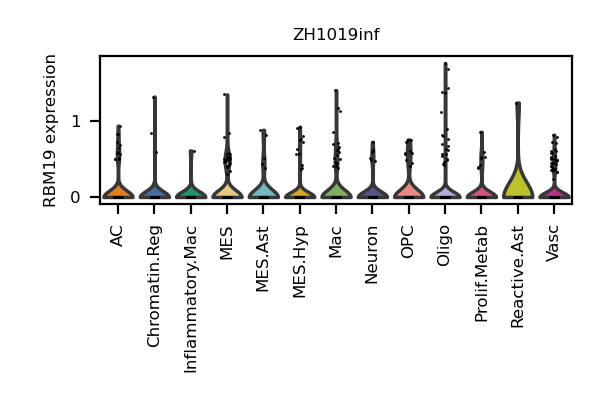 ZH1019inf
RBM19 expression
1
0
AC
Chromatin.Reg
Inflammatory.Mac
MES
MES.Ast
MES.Hyp
Mac
Neuron
OPC
Oligo
Prolif.Metab
Reactive.Ast
Vasc